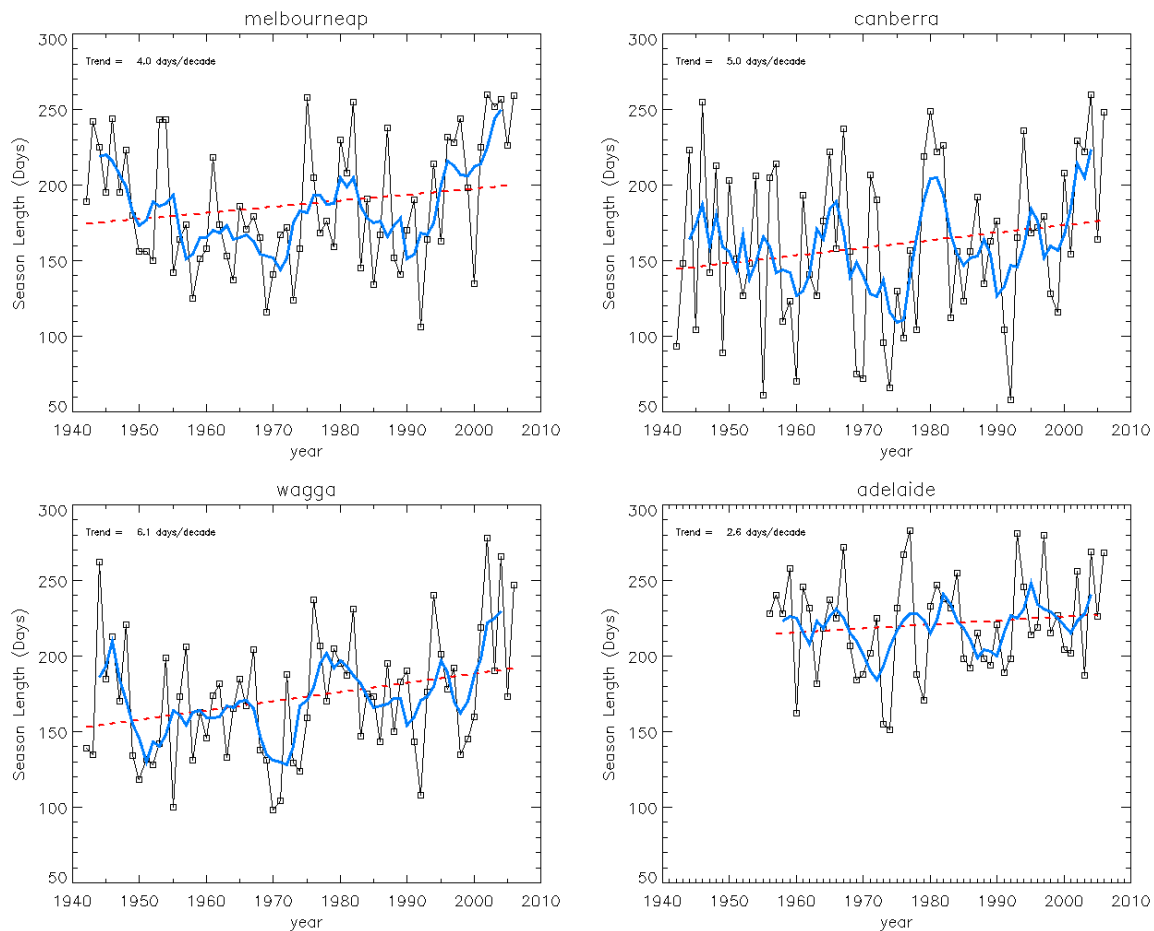 melbourneap
Trend = 4.0 days/decade
Season Length (Days)
300
250
200
150
100
50
1940 1950 1960 1970 1980 1990 2000 2010
year
canberra
Trend = 5.0 days/decade
Season Length (Days)
300
250
200
150
100
50
1940 1950 1960 1970 1980 1990 2000 2010
year
wagga
Trend = 6.1 days/decade
Season Length (Days)
300
250
200
150
100
50
1940 1950 1960 1970 1980 1990 2000 2010
year
adelaide
Trend = 2.6 days/decade
Season Length (Days)
300
250
200
150
100
50
1940 1950 1960 1970 1980 1990 2000 2010
year